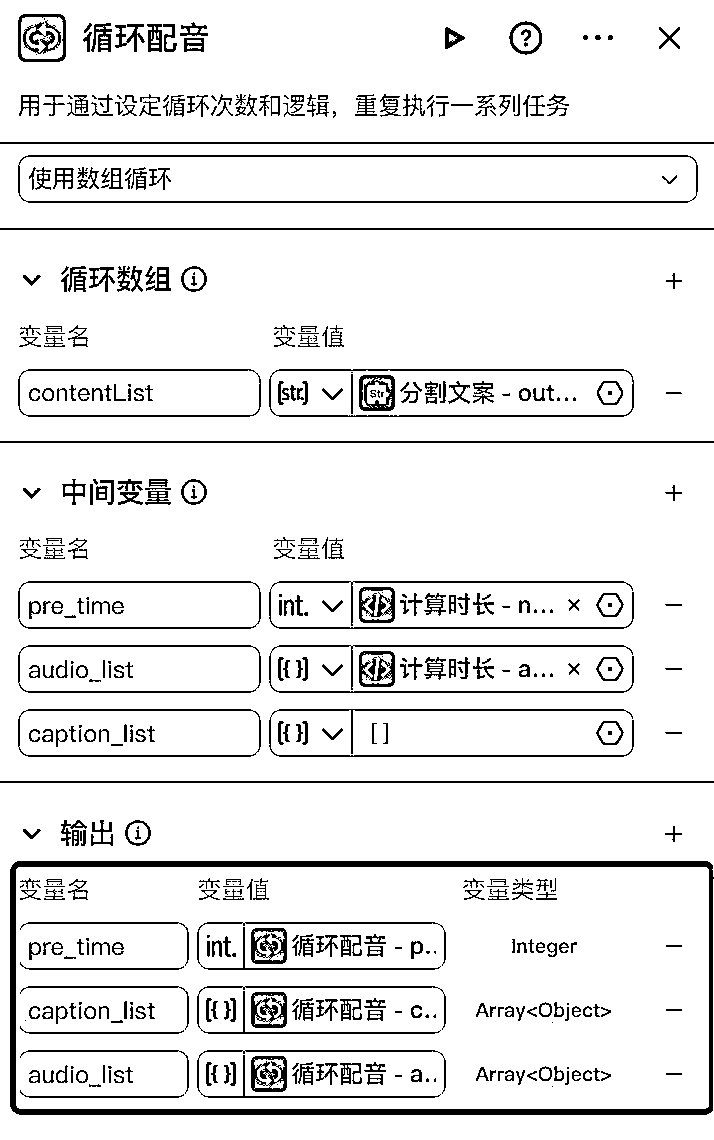 循环配音
用于通过设定循环次数和逻辑，重复执行一系列任务
使用数组循环
循环数组
变量名 变量值
contentList [str.] Str 分割文案 - out...
中间变量
变量名 变量值
pre_time int. 计算时长 - n...
audio_list [{ }] 计算时长 - a...
caption_list [{ }] []
输出
变量名 变量值 变量类型
pre_time int. 循环配音 - p.. Integer
caption_list [{ }] 循环配音 - c.. Array<Object>
audio_list [{ }] 循环配音 - a.. Array<Object>